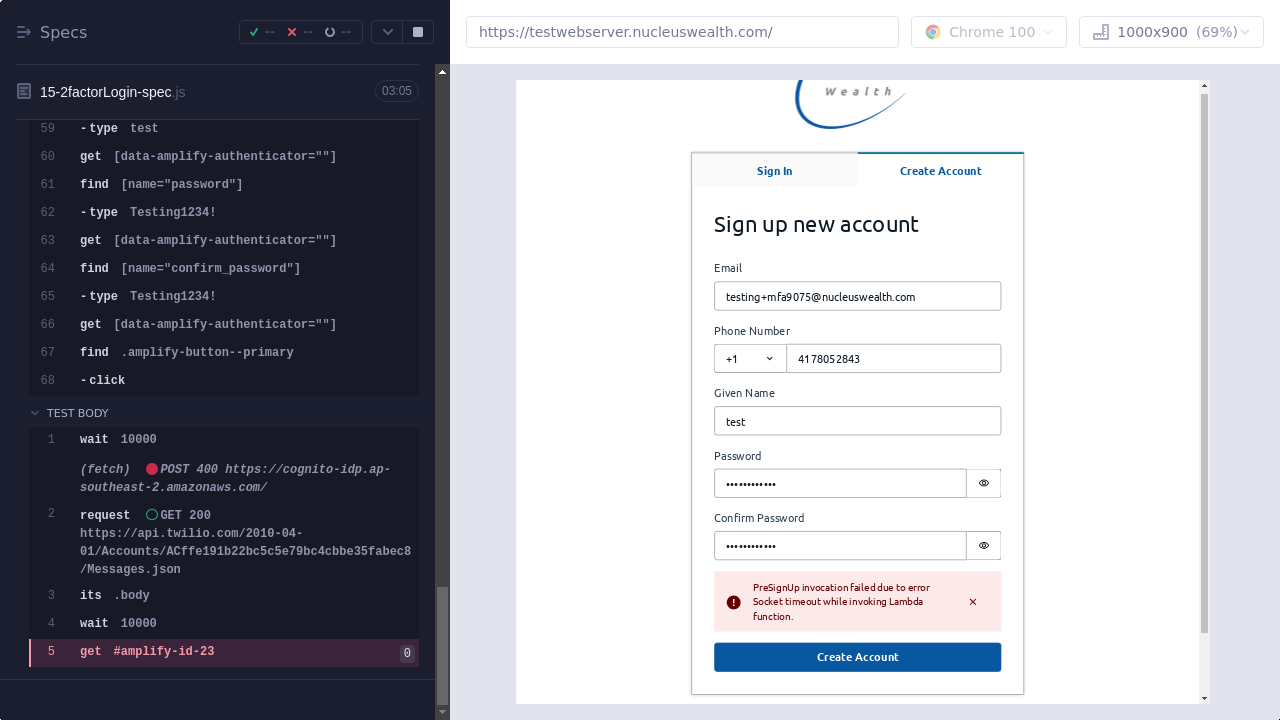 Specs
--
--
--
https://testwebserver.nucleuswealth.com/
Chrome 100
1000x900 (69%)
15-2factorLogin-spec.js
03:05
59 -type test
60 get [data-amplify-authenticator=""]
61 find [name="password"]
62 -type Testing1234!
63 get [data-amplify-authenticator=""]
64 find [name="confirm_password"]
65 -type Testing1234!
66 get [data-amplify-authenticator=""]
67 find .amplify-button--primary
68 -click
TEST BODY
1 wait 10000
(fetch) POST 400 https://cognito-idp.ap-
southeast-2.amazonaws.com/
2 request GET 200
https://api.twilio.com/2010-04-
01/Accounts/ACffe191b22bc5c5e79bc4cbbe35fabec8
/Messages.json
3 its .body
4 wait 10000
5 get #amplify-id-23 0
Wealth
Sign In
Create Account
Sign up new account
Email
testing+mfa9075@nucleuswealth.com
Phone Number
+1
4178052843
Given Name
test
Password
••••••••••••
Confirm Password
••••••••••••
PreSignUp invocation failed due to error
Socket timeout while invoking Lambda
function.
Create Account